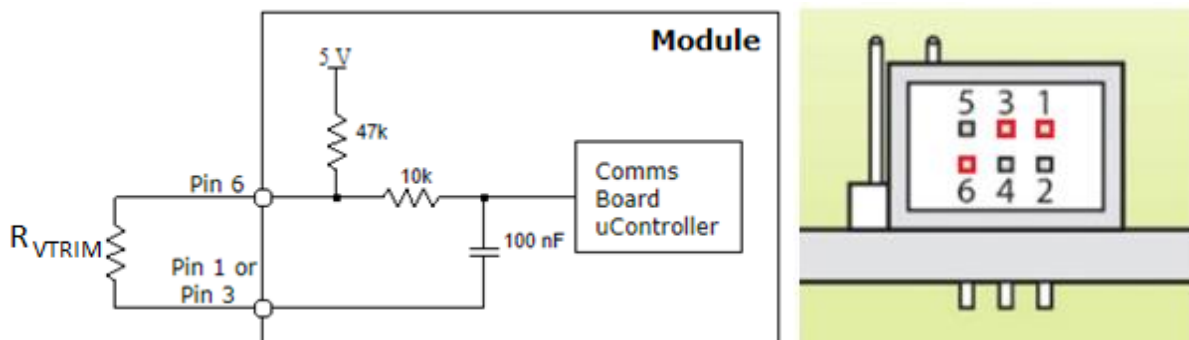 Module
5 V
47k
10k
Pin 6
R VTRIM
Pin 1 or
Pin 3
100 nF
Comms
Board
uController
5 3 1
6 4 2